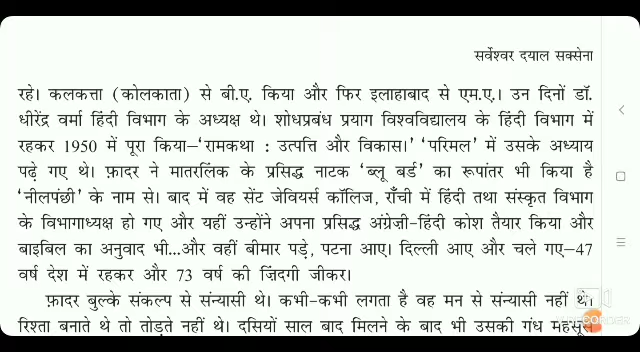 सर्वेश्वर दयाल सक्सेना
रहे। कलकत्ता (कोलकाता) से बी.ए. किया और फिर इलाहाबाद से एम.ए.। उन दिनों डॉ.
धीरेंद्र वर्मा हिंदी विभाग के अध्यक्ष थे। शोधप्रबंध प्रयाग विश्वविद्यालय के हिंदी विभाग में
रहकर 1950 में पूरा किया—‘रामकथा : उत्पत्ति और विकास।’ ‘परिमल’ में उसके अध्याय
पढ़े गए थे। फ़ादर ने मातरलिंक के प्रसिद्ध नाटक ‘ब्लू बर्ड’ का रूपांतर भी किया है
‘नीलपंछी’ के नाम से। बाद में वह सेंट जेवियर्स कॉलिज, राँची में हिंदी तथा संस्कृत विभाग
के विभागाध्यक्ष हो गए और यहीं उन्होंने अपना प्रसिद्ध अंग्रेज़ी-हिंदी कोश तैयार किया और
बाइबिल का अनुवाद भी...और वहीं बीमार पड़े, पटना आए। दिल्ली आए और चले गए—47
वर्ष देश में रहकर और 73 वर्ष की ज़िंदगी जीकर।
फ़ादर बुल्के संकल्प से संन्यासी थे। कभी-कभी लगता है वह मन से संन्यासी नहीं थे।
रिश्ता बनाते थे तो तोड़ते नहीं थे। दसियों साल बाद मिलने के बाद भी उसकी गंध महसूस